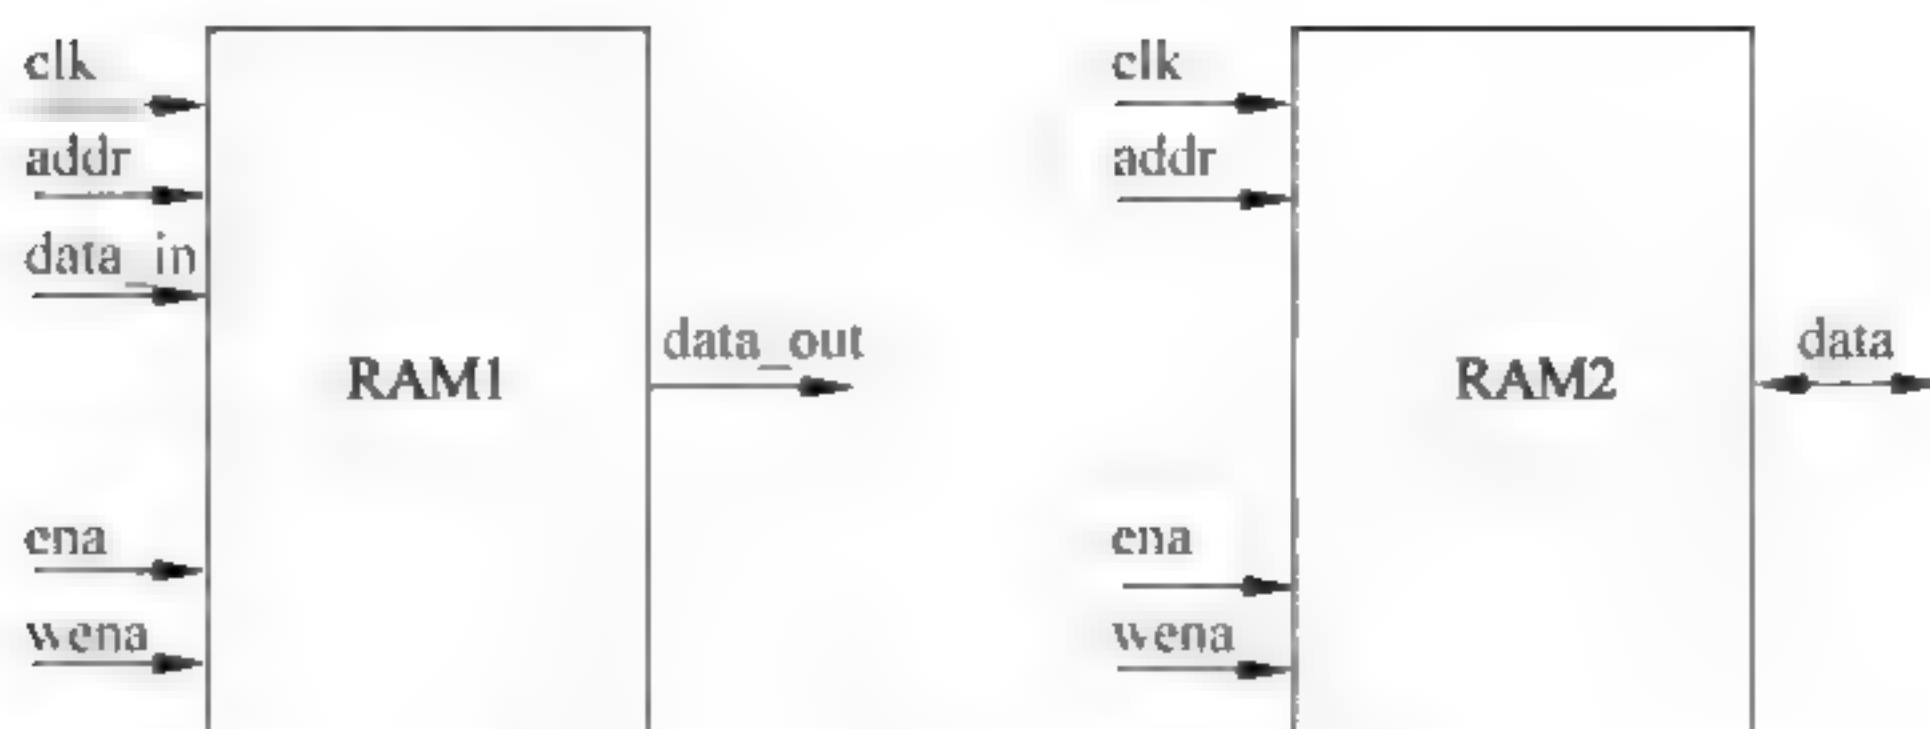 clk
addr
data_in
RAM1
data_out
ena
wena
clk
addr
RAM2
data
ena
wena